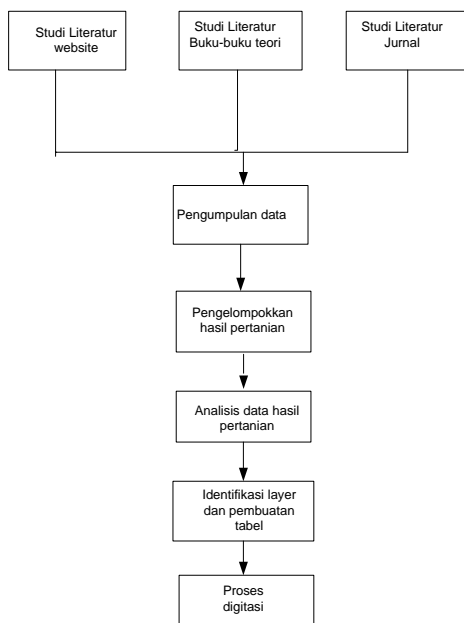 Studi Literatur
website
Studi Literatur
Buku-buku teori
Studi Literatur
Jurnal
Pengumpulan data
Pengelompokkan
hasil pertanian
Analisis data hasil
pertanian
Identifikasi layer
dan pembuatan
tabel
Proses
digitasi